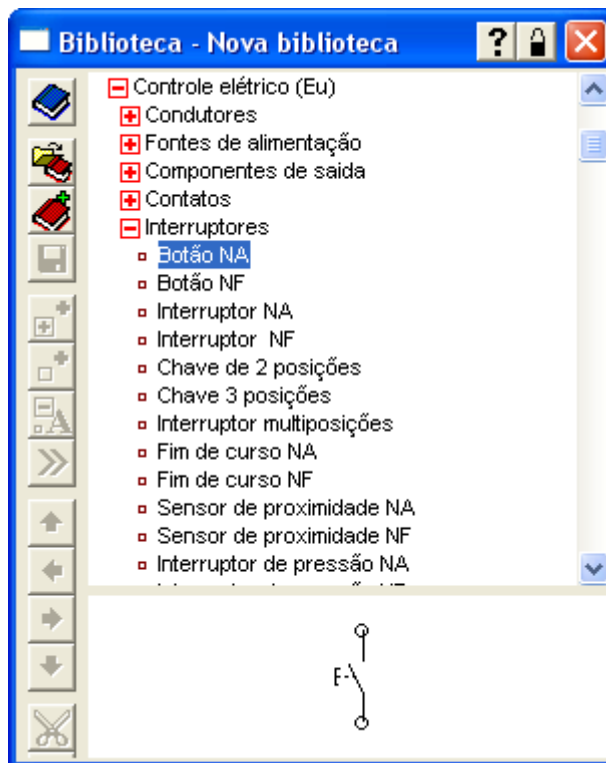 Biblioteca - Nova biblioteca
Controle elétrico (Eu)
Condutores
Fontes de alimentação
Componentes de saida
Contatos
Interruptores
Botão NA
Botão NF
Interruptor NA
Interruptor  NF
Chave de 2 posições
Chave 3 posições
Interruptor multiposições
Fim de curso NA
Fim de curso NF
Sensor de proximidade NA
Sensor de proximidade NF
Interruptor de pressão NA